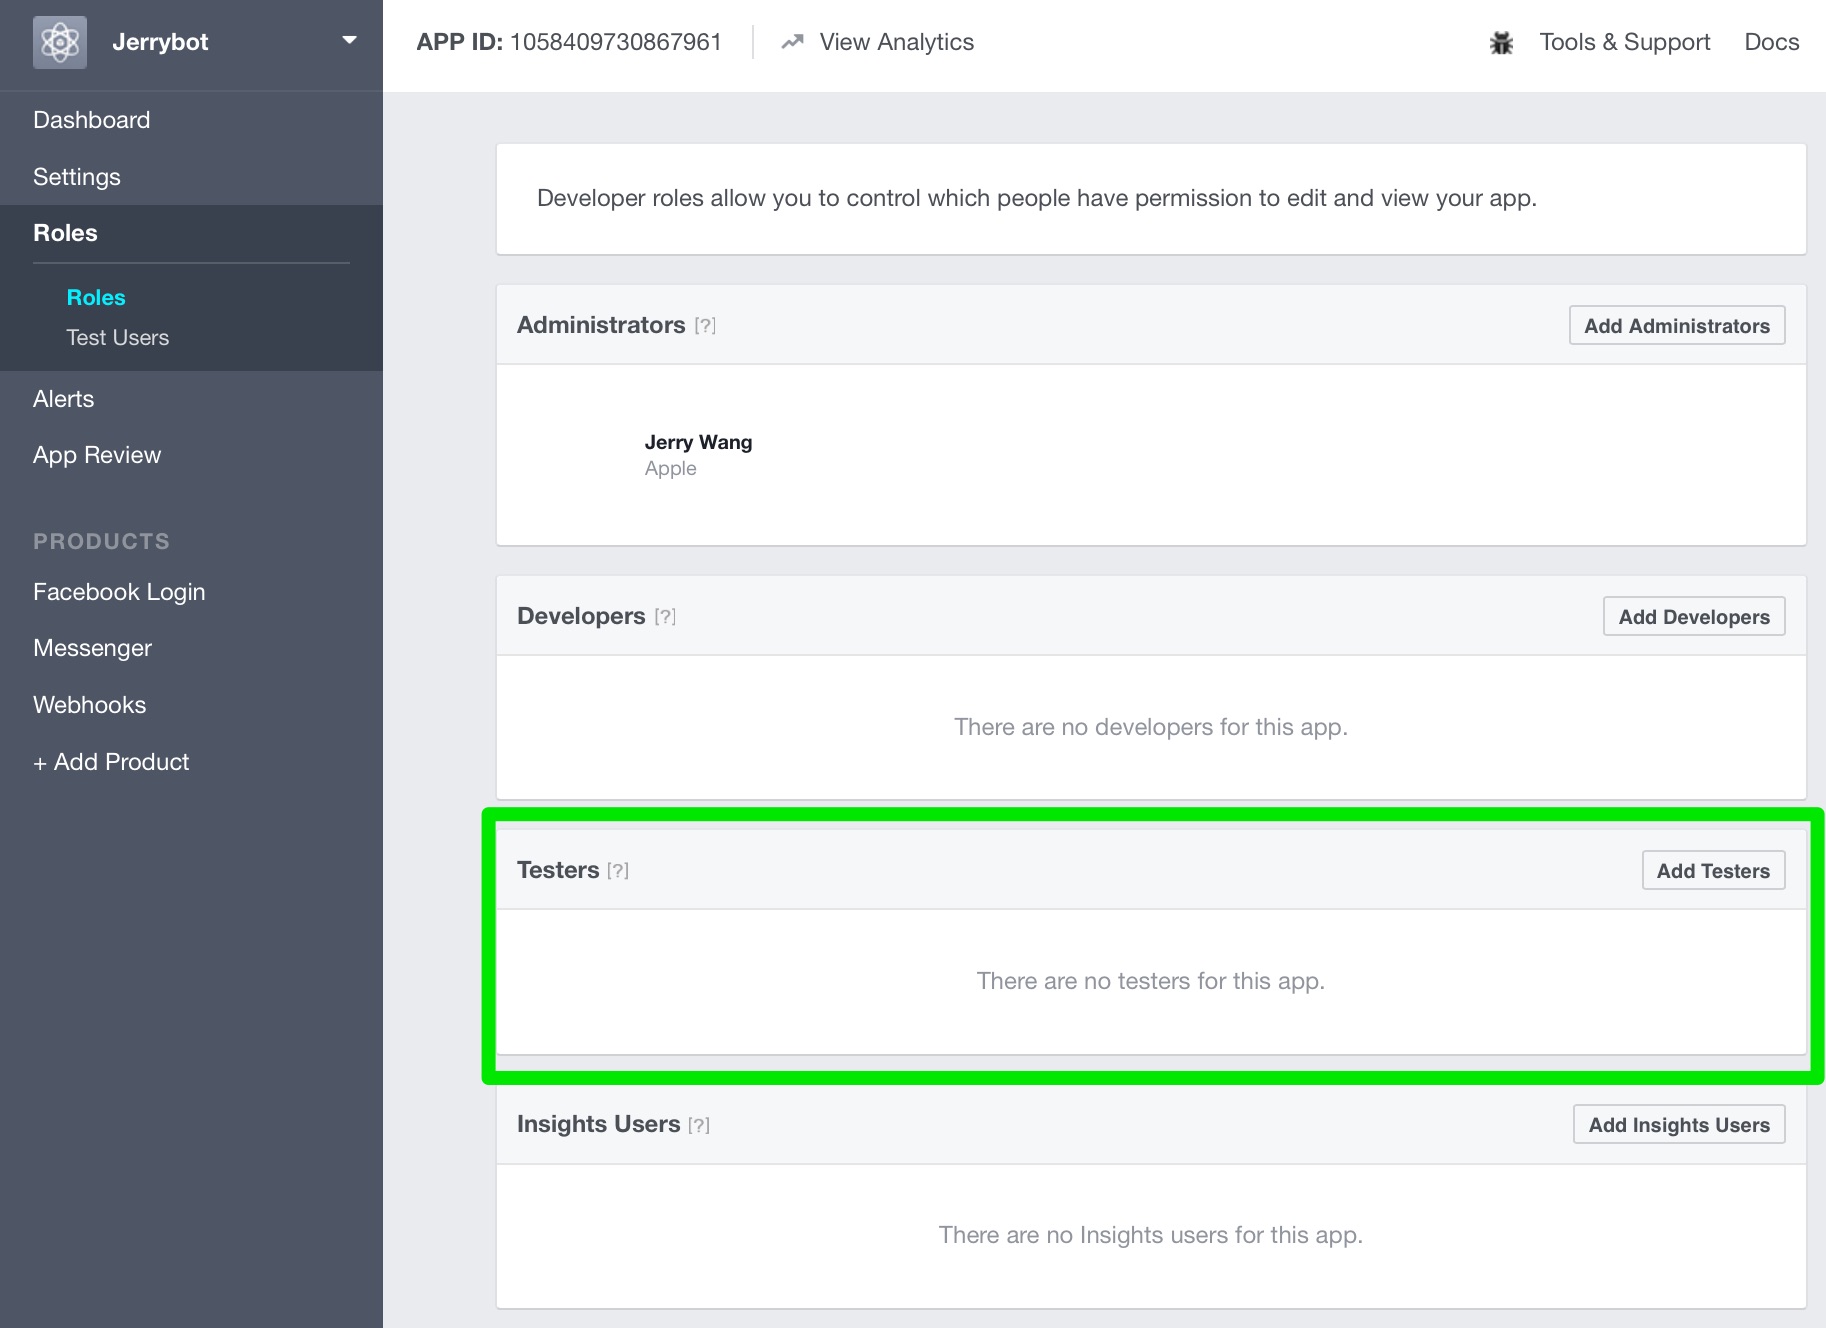 Jerrybot
Dashboard
Settings
Roles
Roles
Test Users
Alerts
App Review
PRODUCTS
Facebook Login
Messenger
Webhooks
+ Add Product
APP ID: 1058409730867961
View Analytics
Tools & Support
Docs
Developer roles allow you to control which people have permission to edit and view your app.
Administrators [?]
Add Administrators
Jerry Wang
Apple
Developers [?]
Add Developers
There are no developers for this app.
Testers [?]
Add Testers
There are no testers for this app.
Insights Users [?]
Add Insights Users
There are no Insights users for this app.